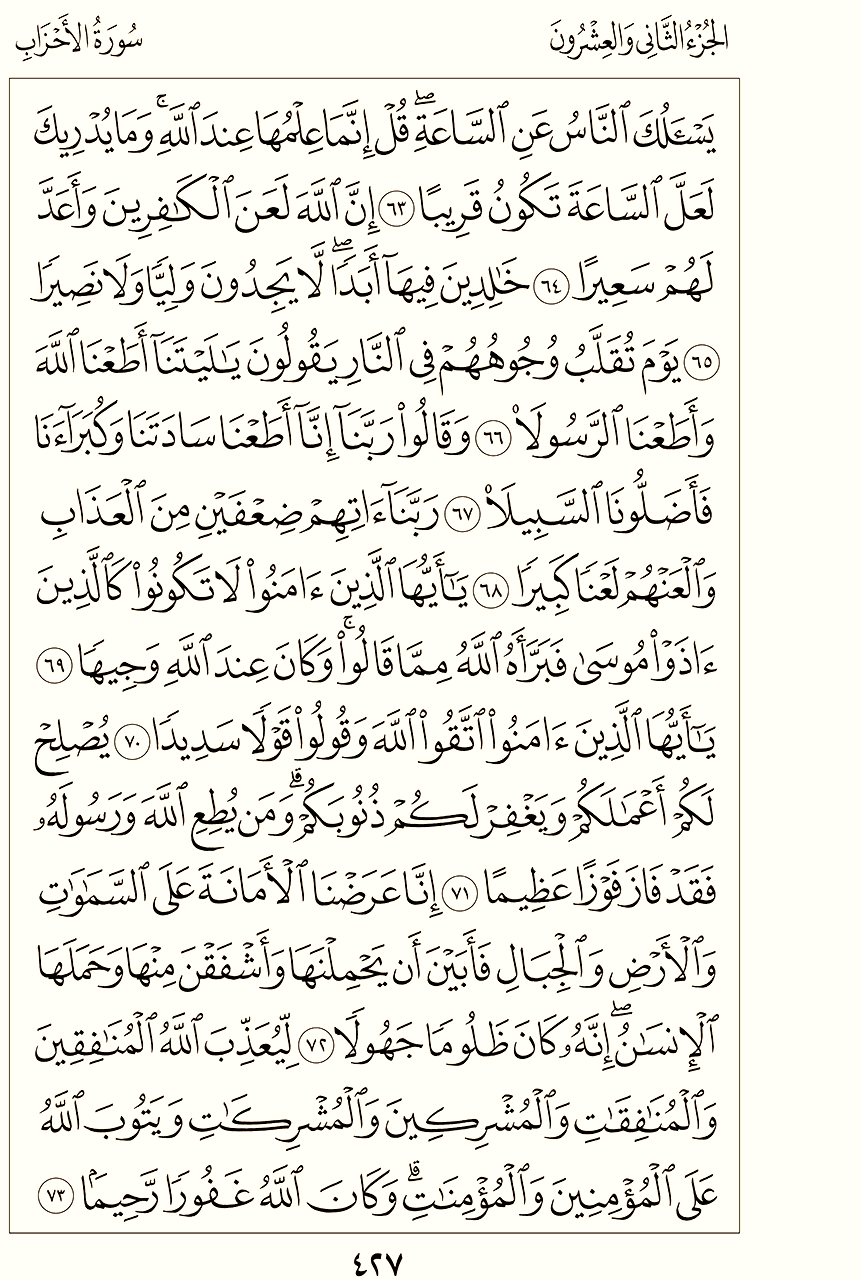 الجُزْءُ الثَّانِى وَالعِشْرُونَ
سُورَةُ الأَحْزَابِ
يَسْـَٔلُكَ ٱلنَّاسُ عَنِ ٱلسَّاعَةِۖ قُلْ إِنَّمَا عِلْمُهَا عِندَ ٱللَّهِۚ وَمَا يُدْرِيكَ
لَعَلَّ ٱلسَّاعَةَ تَكُونُ قَرِيبًا ٦٣ إِنَّ ٱللَّهَ لَعَنَ ٱلْكَـٰفِرِينَ وَأَعَدَّ
لَهُمْ سَعِيرًا ٦٤ خَـٰلِدِينَ فِيهَآ أَبَدًاۖ لَّا يَجِدُونَ وَلِيًّا وَلَا نَصِيرًا
٦٥ يَوْمَ تُقَلَّبُ وُجُوهُهُمْ فِى ٱلنَّارِ يَقُولُونَ يَـٰلَيْتَنَآ أَطَعْنَا ٱللَّهَ
وَأَطَعْنَا ٱلرَّسُولَا۠ ٦٦ وَقَالُوا۟ رَبَّنَآ إِنَّآ أَطَعْنَا سَادَتَنَا وَكُبَرَآءَنَا
فَأَضَلُّونَا ٱلسَّبِيلَا۠ ٦٧ رَبَّنَآ ءَاتِهِمْ ضِعْفَيْنِ مِنَ ٱلْعَذَابِ
وَٱلْعَنْهُمْ لَعْنًا كَبِيرًا ٦٨ يَـٰٓأَيُّهَا ٱلَّذِينَ ءَامَنُوا۟ لَا تَكُونُوا۟ كَٱلَّذِينَ
ءَاذَوْا۟ مُوسَىٰ فَبَرَّأَهُ ٱللَّهُ مِمَّا قَالُوا۟ۚ وَكَانَ عِندَ ٱللَّهِ وَجِيهًا ٦٩
يَـٰٓأَيُّهَا ٱلَّذِينَ ءَامَنُوا۟ ٱتَّقُوا۟ ٱللَّهَ وَقُولُوا۟ قَوْلًا سَدِيدًا ٧٠ يُصْلِحْ
لَكُمْ أَعْمَـٰلَكُمْ وَيَغْفِرْ لَكُمْ ذُنُوبَكُمْۗ وَمَن يُطِعِ ٱللَّهَ وَرَسُولَهُۥ
فَقَدْ فَازَ فَوْزًا عَظِيمًا ٧١ إِنَّا عَرَضْنَا ٱلْأَمَانَةَ عَلَى ٱلسَّمَـٰوَٰتِ
وَٱلْأَرْضِ وَٱلْجِبَالِ فَأَبَيْنَ أَن يَحْمِلْنَهَا وَأَشْفَقْنَ مِنْهَا وَحَمَلَهَا
ٱلْإِنسَـٰنُۖ إِنَّهُۥ كَانَ ظَلُومًا جَهُولًا ٧٢ لِّيُعَذِّبَ ٱللَّهُ ٱلْمُنَـٰفِقِينَ
وَٱلْمُنَـٰفِقَـٰتِ وَٱلْمُشْرِكِينَ وَٱلْمُشْرِكَـٰتِ وَيَتُوبَ ٱللَّهُ
عَلَى ٱلْمُؤْمِنِينَ وَٱلْمُؤْمِنَـٰتِۗ وَكَانَ ٱللَّهُ غَفُورًا رَّحِيمًۢا ٧٣
٤٢٧